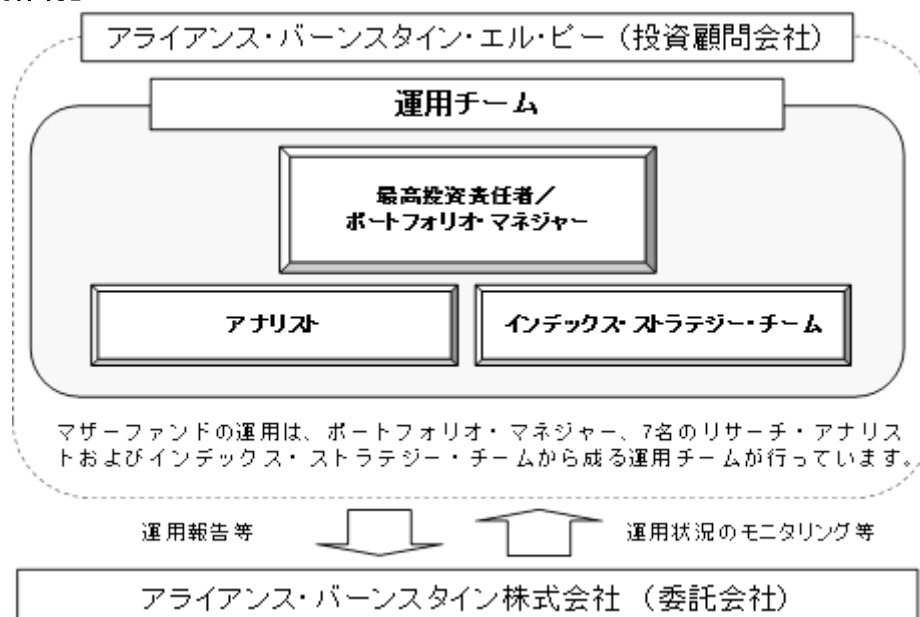 アライアンス・バーンスタイン・エル・ピー（投資顧問会社）
運用チーム
最高投資責任者／
ポートフォリオ・マネジャー
アナリスト
インデックス・ストラテジー・チーム
マザーファンドの運用は、ポートフォリオ・マネジャー、7名のリサーチ・アナリス
トおよびインデックス・ストラテジー・チームから成る運用チームが行っています。
運用報告等
運用状況のモニタリング等
アライアンス・バーンスタイン株式会社 （委託会社）